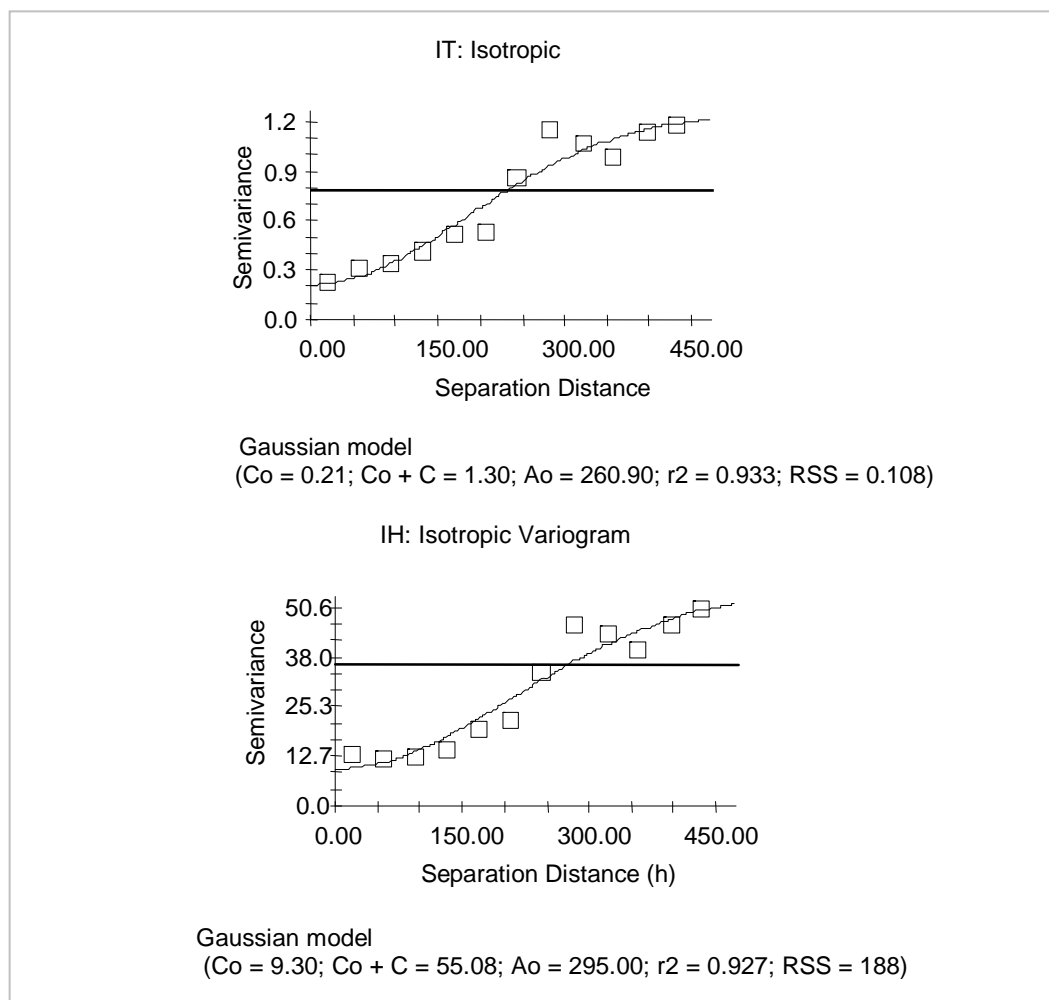 IT: Isotropic
1.2
0.9
0.6
0.3
0.0
Semivariance
0.00 150.00 300.00 450.00
Separation Distance
Gaussian model
(Co = 0.21; Co + C = 1.30; Ao = 260.90; r2 = 0.933; RSS = 0.108)
IH: Isotropic Variogram
50.6
38.0
25.3
12.7
0.0
Semivariance
0.00 150.00 300.00 450.00
Separation Distance (h)
Gaussian model
(Co = 9.30; Co + C = 55.08; Ao = 295.00; r2 = 0.927; RSS = 188)